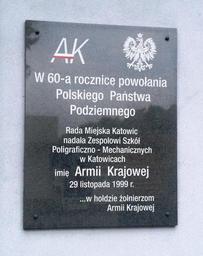 AK
W 60-a rocznice powołania
Polskiego Państwa
Podziemnego
Rada Miejska Katowic
nadała Zespołowi Szkół
Poligraficzno - Mechanicznych
w Katowicach
imię Armii Krajowej
29 listopada 1999 r.
...w hołdzie żołnierzom
Armii Krajowej